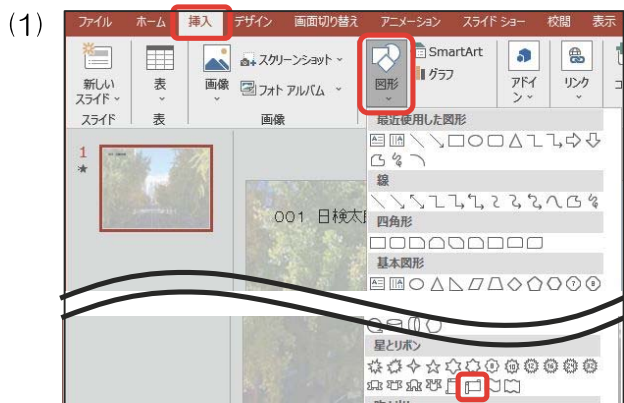 (1)
ファイル ホーム 挿入 デザイン 画面切り替え アニメーション スライド ショー 校閲 表示
新しい
スライド
表
画像
スクリーンショット
フォト アルバム
図形
SmartArt
グラフ
アドイ
ン
リンク
スライド 表 画像
最近使用した図形
線
四角形
基本図形
星とリボン
1
001 日検太